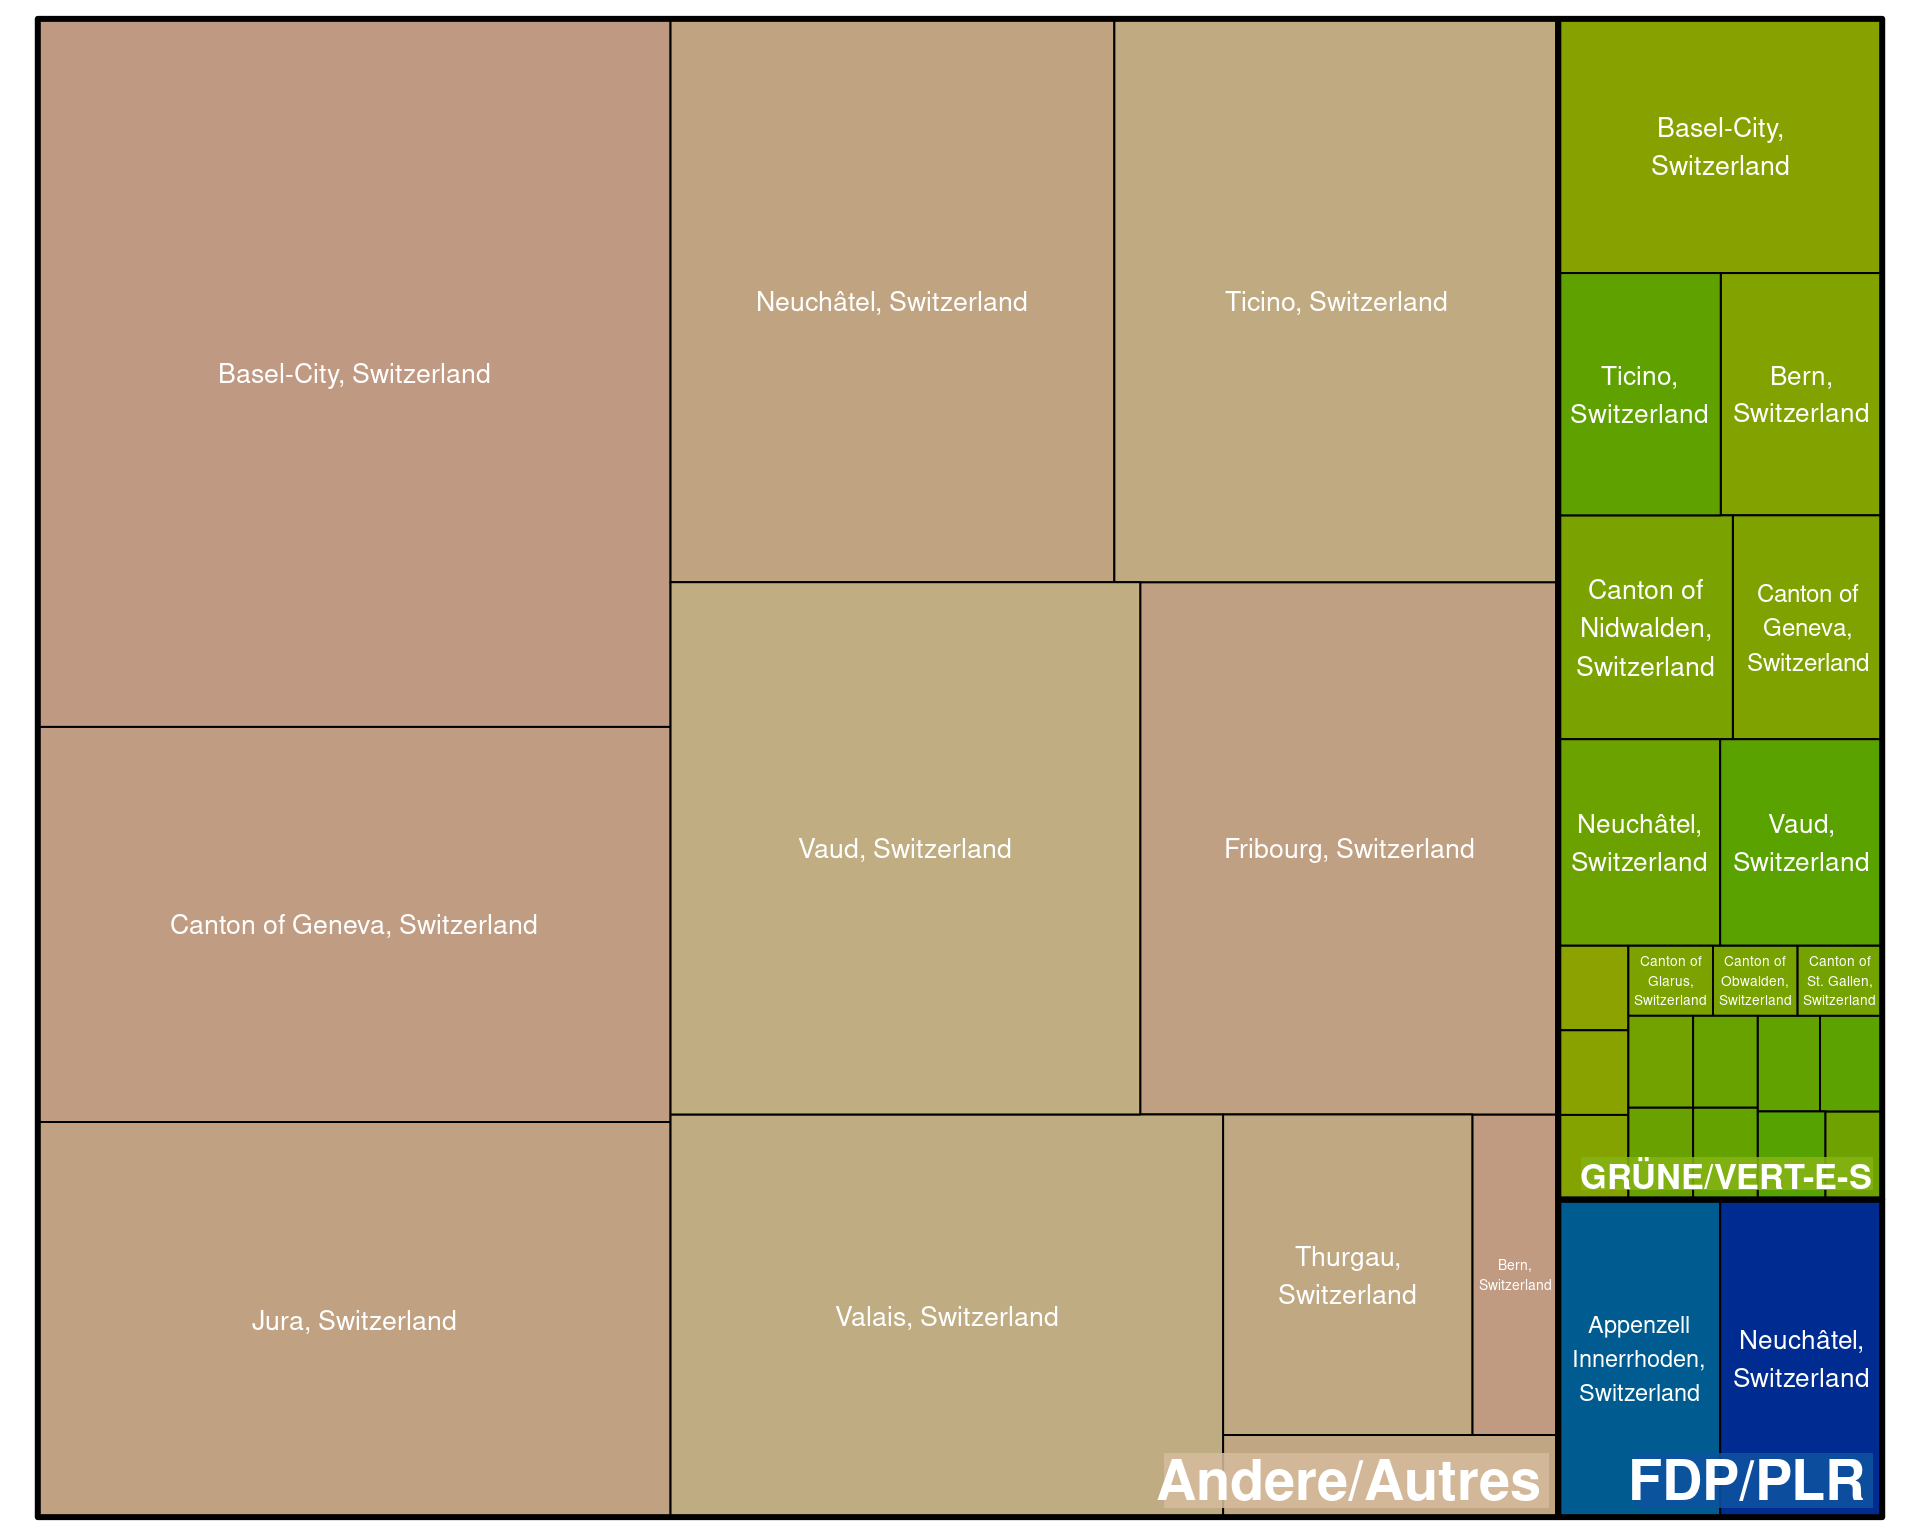 Basel-City, Switzerland
Canton of Geneva, Switzerland
Jura, Switzerland
Neuchâtel, Switzerland
Ticino, Switzerland
Vaud, Switzerland
Fribourg, Switzerland
Valais, Switzerland
Thurgau,
Switzerland
Bern,
Switzerland
Andere/Autres
Basel-City,
Switzerland
Ticino,
Switzerland
Bern,
Switzerland
Canton of
Nidwalden,
Switzerland
Canton of
Geneva,
Switzerland
Neuchâtel,
Switzerland
Vaud,
Switzerland
Canton of
Glarus,
Switzerland
Canton of
Obwalden,
Switzerland
Canton of
St. Gallen,
Switzerland
GRÜNE/VERT-E-S
Appenzell
Innerrhoden,
Switzerland
Neuchâtel,
Switzerland
FDP/PLR